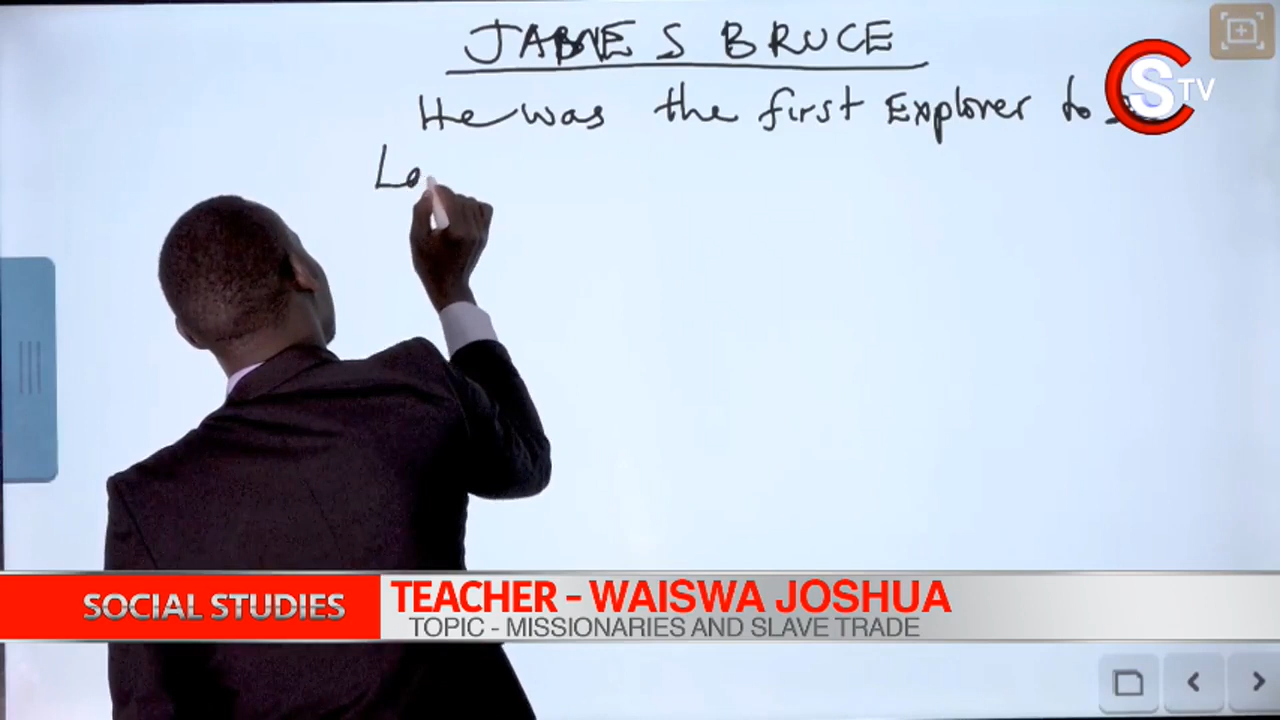 JAMES BRUCE
He was the first Explorer to
Lo
CSTV
SOCIAL STUDIES
TEACHER - WAISWA JOSHUA
TOPIC - MISSIONARIES AND SLAVE TRADE